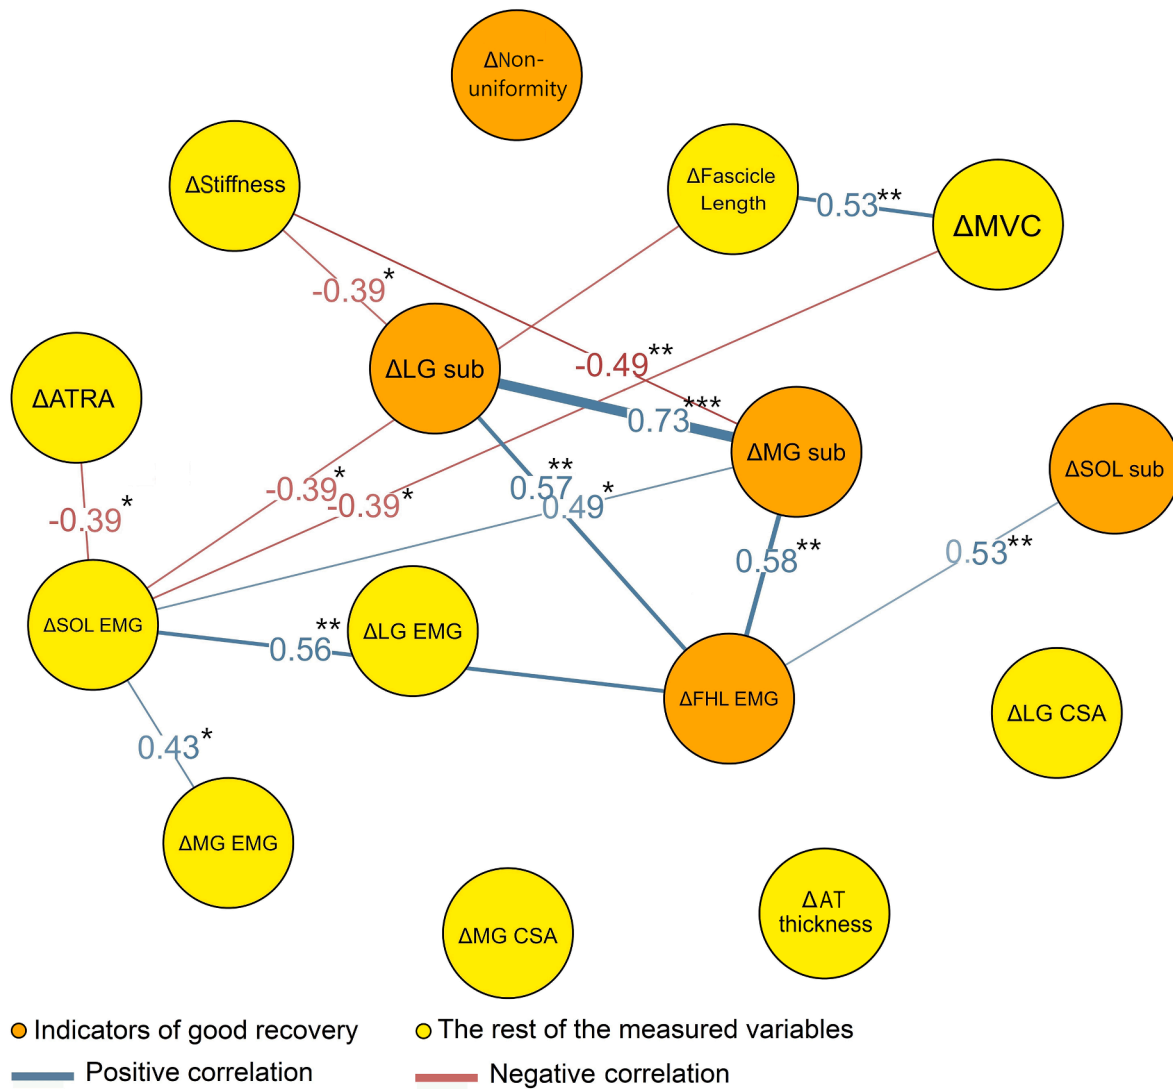 ΔNon-
uniformity
ΔStiffness
ΔFascicle
Length
0.53**
ΔMVC
-0.39*
ΔLG sub
-0.49**
ΔATRA
0.73***
ΔMG sub
ΔSOL sub
-0.39*
-0.39*
-0.39*
0.57**
0.49*
0.58**
0.53**
ΔSOL EMG
0.56**
ΔLG EMG
ΔFHL EMG
ΔLG CSA
0.43*
ΔMG EMG
ΔMG CSA
ΔAT
thickness
Indicators of good recovery
The rest of the measured variables
Positive correlation
Negative correlation